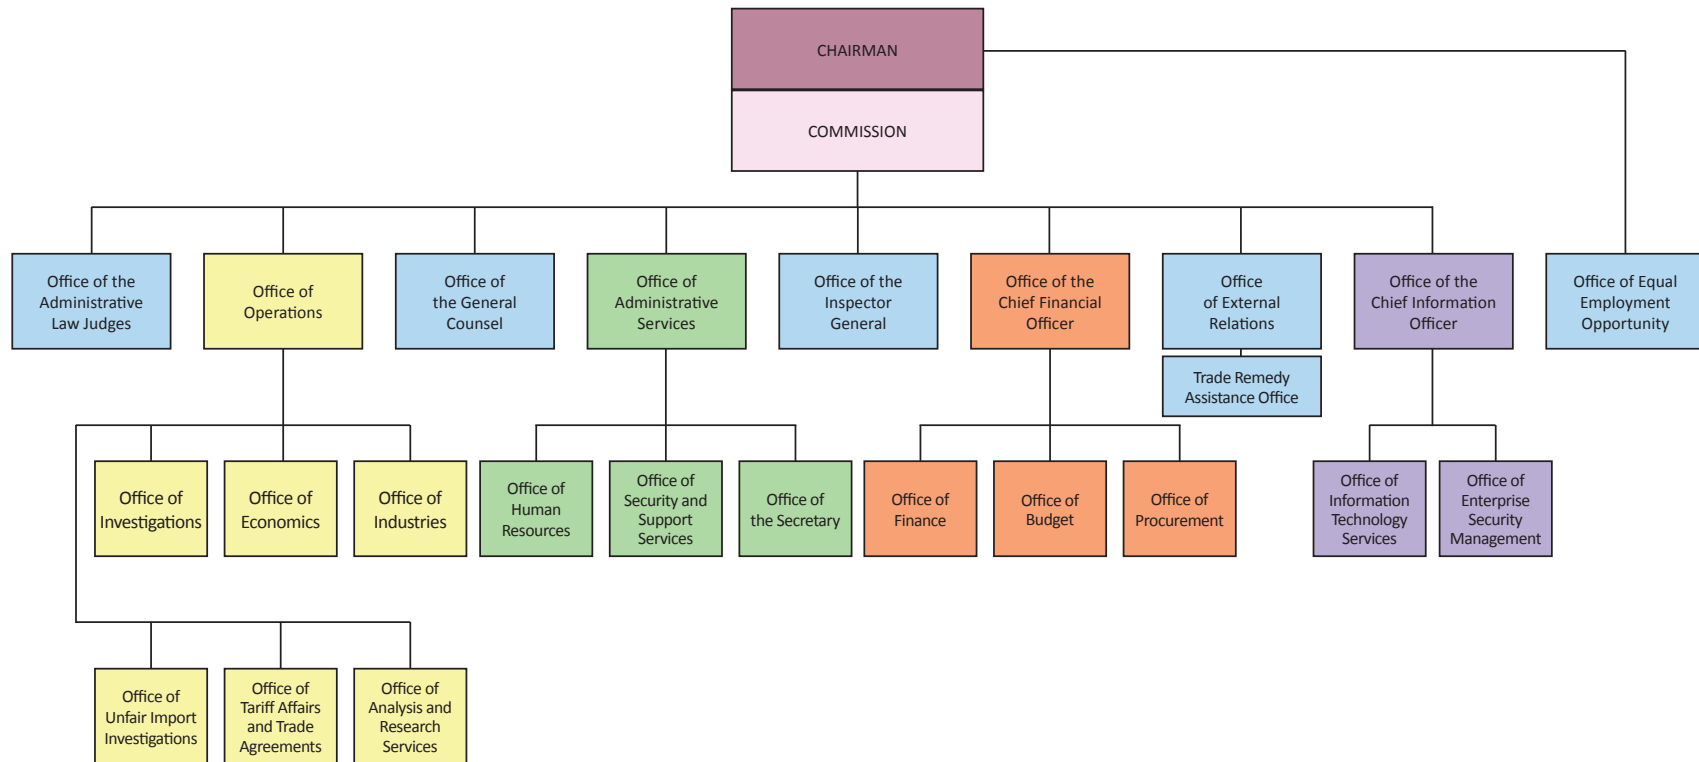 CHAIRMAN
COMMISSION
Office of the
Administrative
Law Judges
Office of
Operations
Office of
the General
Counsel
Office of
Administrative
Services
Office of the
Inspector
General
Office of the
Chief Financial
Officer
Office
of External
Relations
Office of the
Chief Information
Officer
Office of Equal
Employment
Opportunity
Trade Remedy
Assistance Office
Office of
Investigations
Office of
Economics
Office of
Industries
Office of
Human
Resources
Office of
Security and
Support
Services
Office of
the Secretary
Office of
Finance
Office of
Budget
Office of
Procurement
Office of
Information
Technology
Services
Office of
Enterprise
Security
Management
Office of
Unfair Import
Investigations
Office of
Tariff Affairs
and Trade
Agreements
Office of
Analysis and
Research
Services